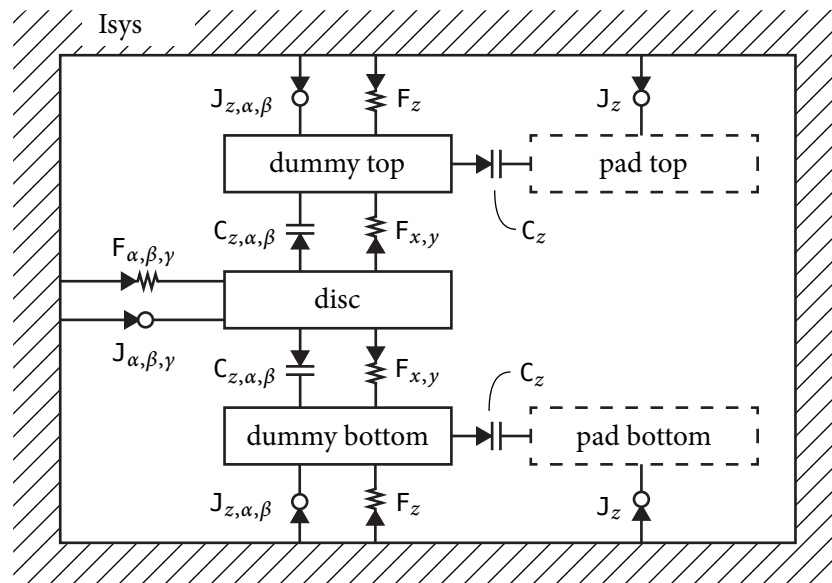 Isys
J_{z,α,β} F_z J_z
dummy top pad top
C_{z,α,β} F_{x,y} C_z
F_{α,β,γ}
disc
J_{α,β,γ}
C_{z,α,β} F_{x,y} C_z
dummy bottom pad bottom
J_{z,α,β} F_z J_z